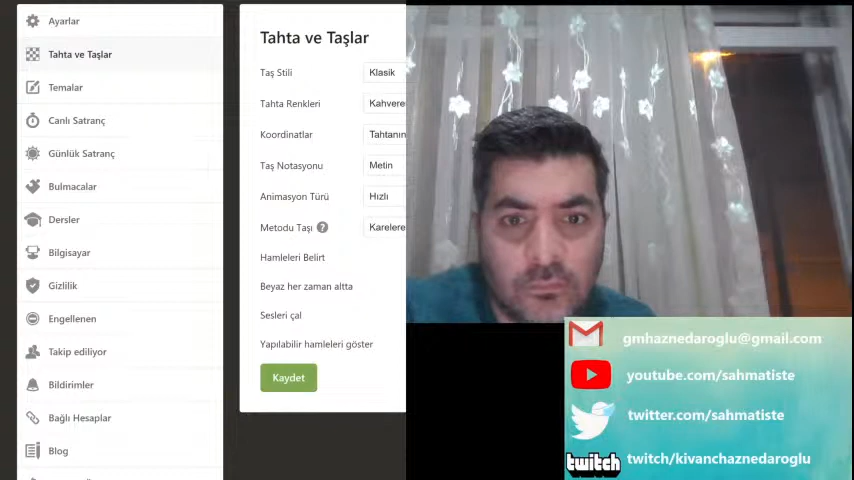 Ayarlar
Tahta ve Taşlar
Temalar
Canlı Satranç
Günlük Satranç
Bulmacalar
Dersler
Bilgisayar
Gizlilik
Engellenen
Takip ediliyor
Bildirimler
Bağlı Hesaplar
Blog
Tahta ve Taşlar
Taş Stili
Klasik
Tahta Renkleri
Kahvere
Koordinatlar
Tahtanın
Taş Notasyonu
Metin
Animasyon Türü
Hızlı
Metodu Taşı ?
Karelere
Hamleleri Belirt
Beyaz her zaman altta
Sesleri çal
Yapılabilir hamleleri göster
Kaydet
gmhaznedaroglu@gmail.com
youtube.com/sahmatiste
twitter.com/sahmatiste
twitch
twitch/kivanchaznedaroglu